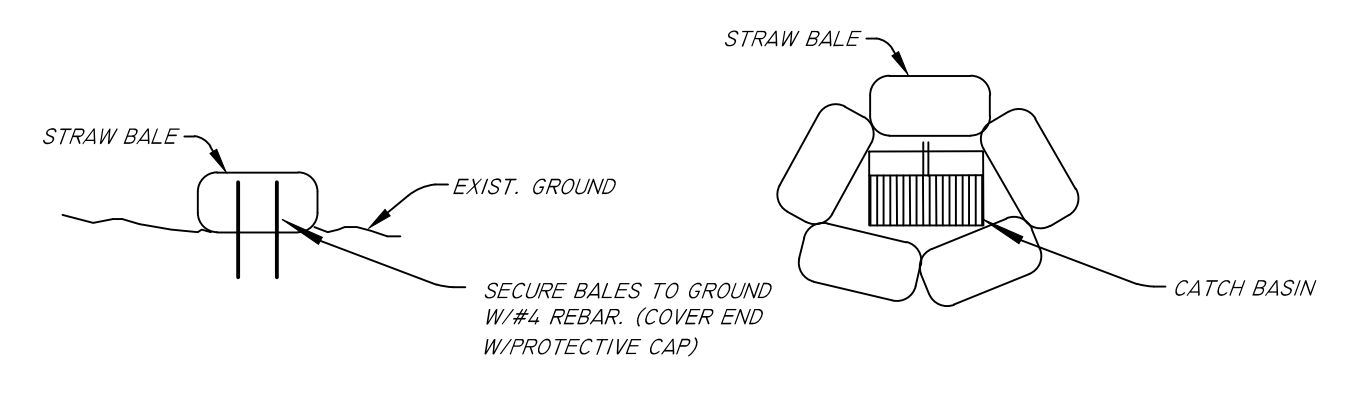 STRAW BALE
EXIST. GROUND
SECURE BALES TO GROUND
W/#4 REBAR. (COVER END
W/PROTECTIVE CAP)
STRAW BALE
CATCH BASIN